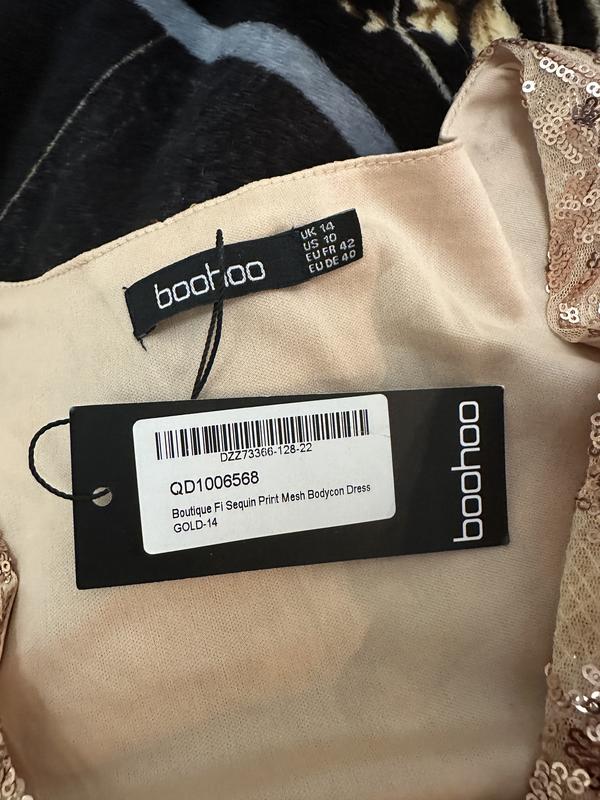 boohoo
UK 14
US 10
EU FR 42
EU DE 40
DZZ73366-128-22
QD1006568
Boutique Fi Sequin Print Mesh Bodycon Dress
GOLD-14
boohoo